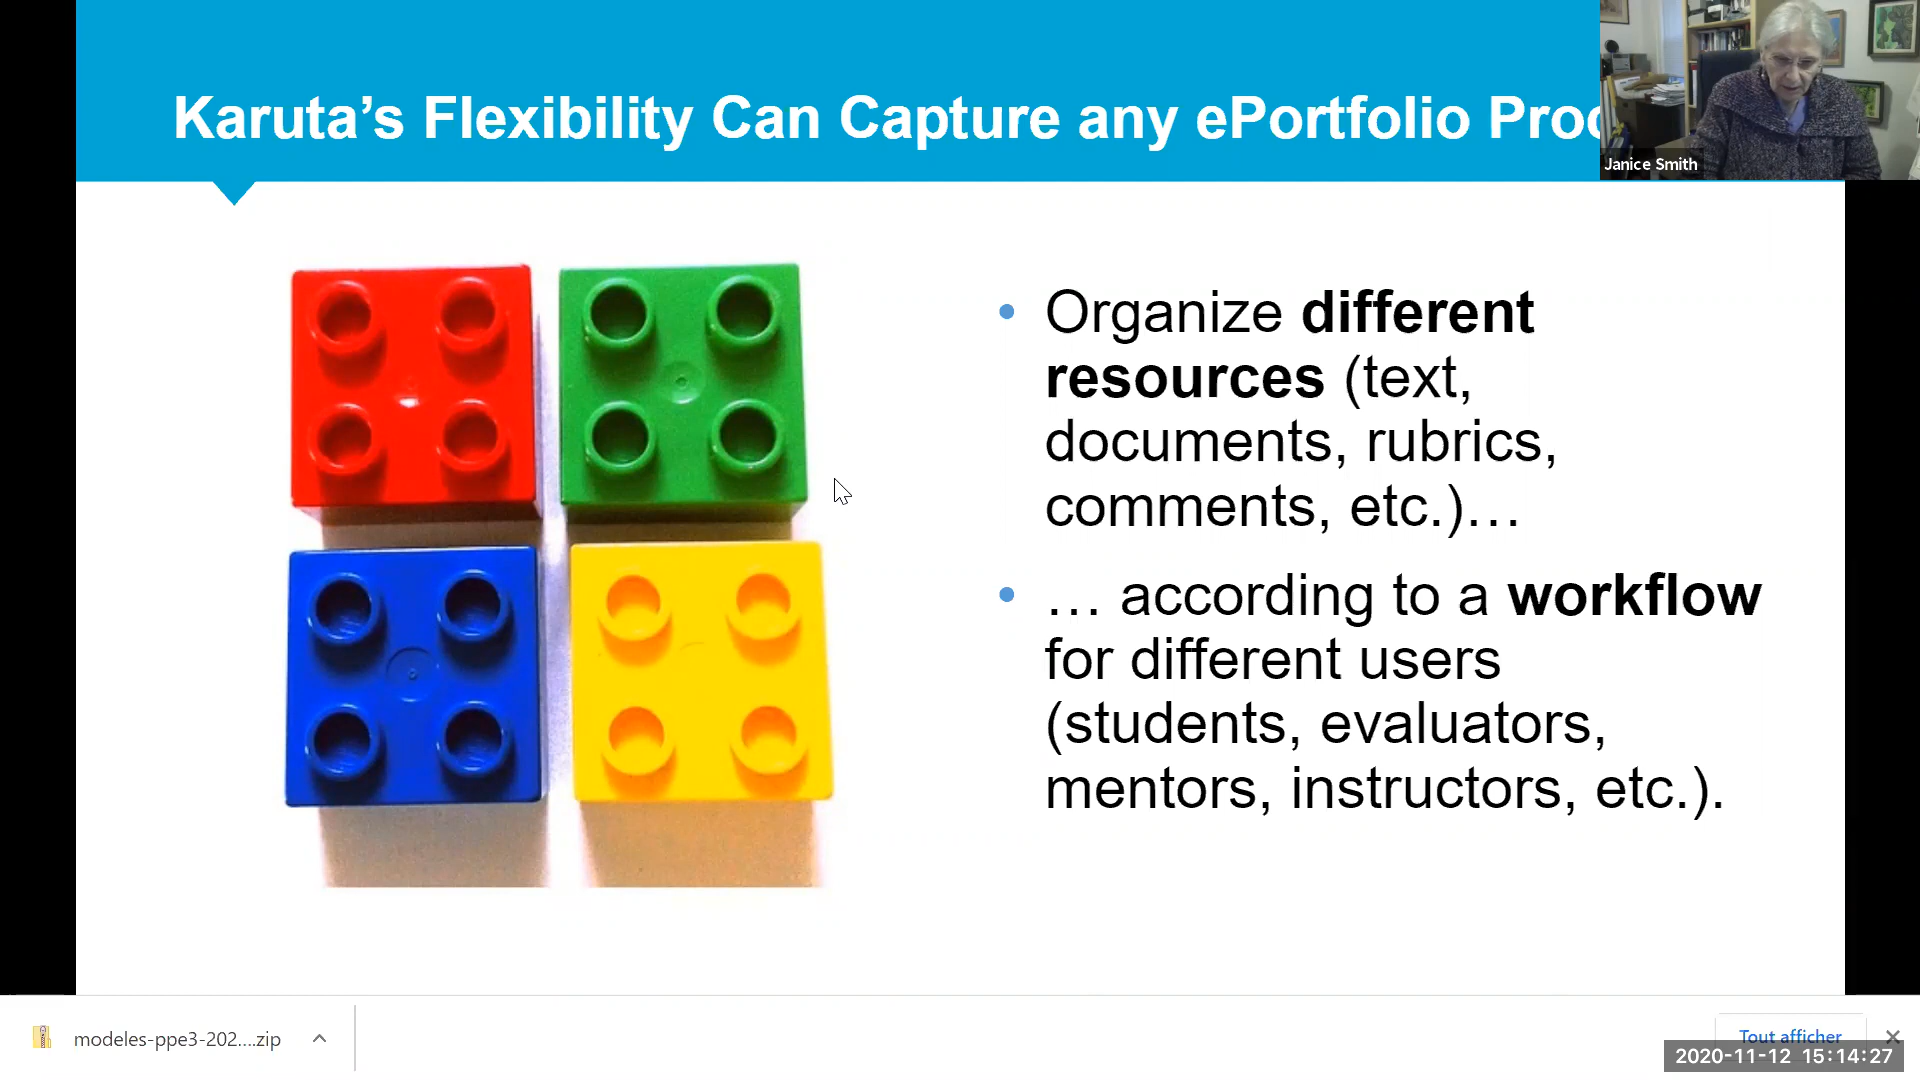 Karuta’s Flexibility Can Capture any ePortfolio
Janice Smith
• Organize different
resources (text,
documents, rubrics,
comments, etc.)…
• … according to a workflow
for different users
(students, evaluators,
mentors, instructors, etc.).
modeles-ppe3-202....zip
Tout afficher
2020-11-12 15:14:27